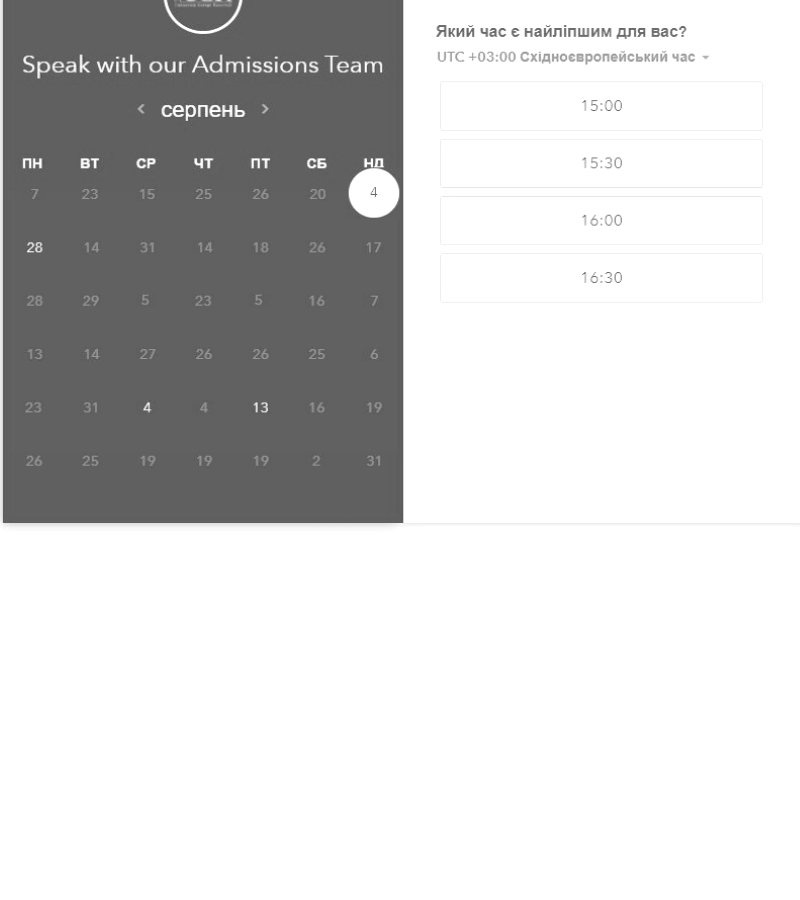 Speak with our Admissions Team
серпень
ПН ВТ СР ЧТ ПТ СБ НД
7 23 15 25 26 20 4
28 14 31 14 18 26 17
28 29 5 23 5 16 7
13 14 27 26 26 25 6
23 31 4 4 13 16 19
26 25 19 19 19 2 31
Який час є найліпшим для вас?
UTC +03:00 Східноєвропейський час
15:00
15:30
16:00
16:30